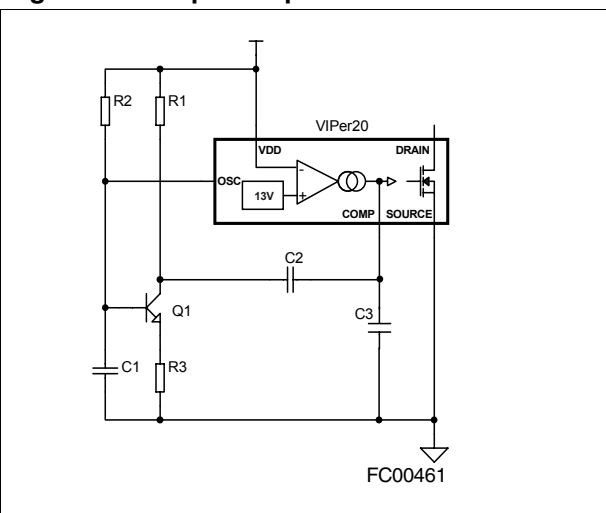 R2
R1
VIPer20
VDD
DRAIN
OSC
-
13V
+
COMP
SOURCE
C2
C3
Q1
C1
R3
FC00461